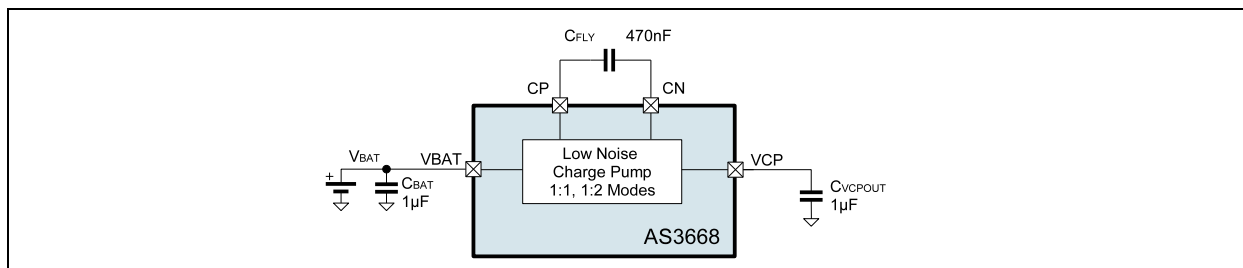 CFLY 470nF
CP CN
VBAT VBAT
Low Noise
Charge Pump
1:1, 1:2 Modes
VCP
+
CBAT
1µF
CVCPOUT
1µF
AS3668